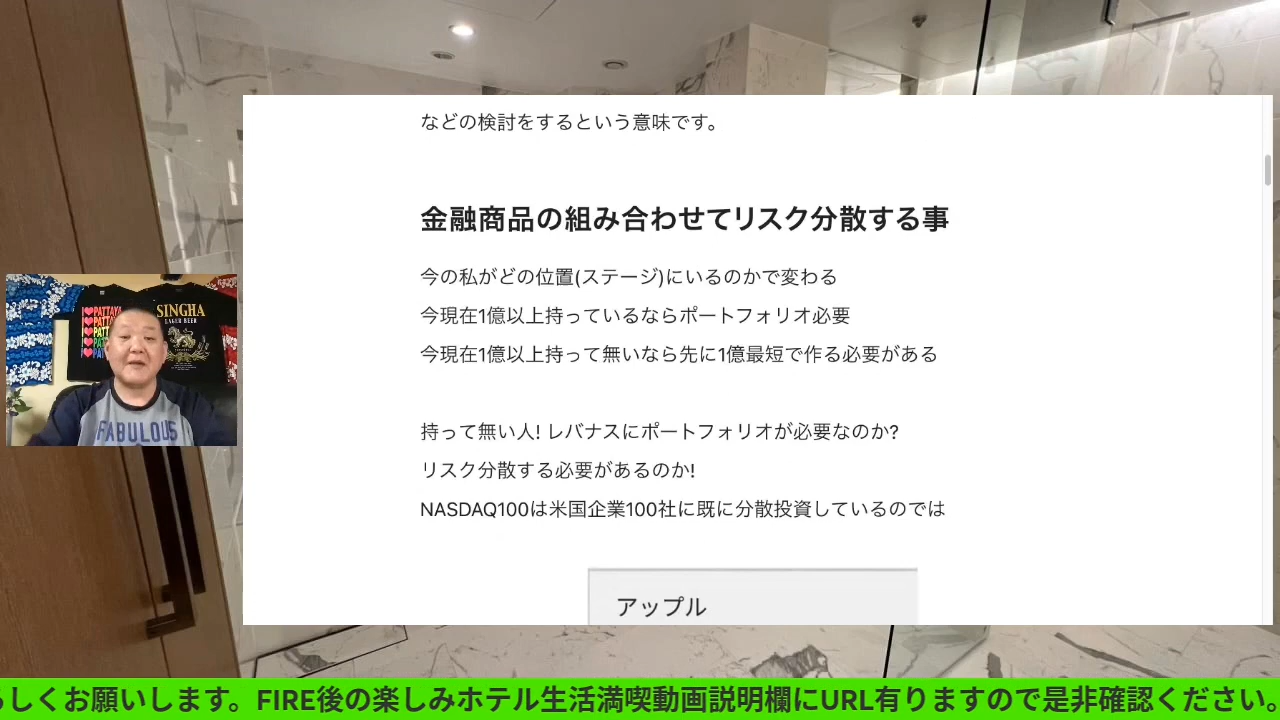 などの検討をするという意味です。
金融商品の組み合わせてリスク分散する事
今の私がどの位置(ステージ)にいるのかで変わる
今現在1億以上持っているならポートフォリオ必要
今現在1億以上持って無いなら先に1億最短で作る必要がある
持って無い人! レバナスにポートフォリオが必要なのか?
リスク分散する必要があるのか!
NASDAQ100は米国企業100社に既に分散投資しているのでは
アップル
SINGHA
LAGER BEER
PATTAYA
FABULOUS
しくお願いします。FIRE後の楽しみホテル生活満喫動画説明欄にURL有りますので是非確認ください。